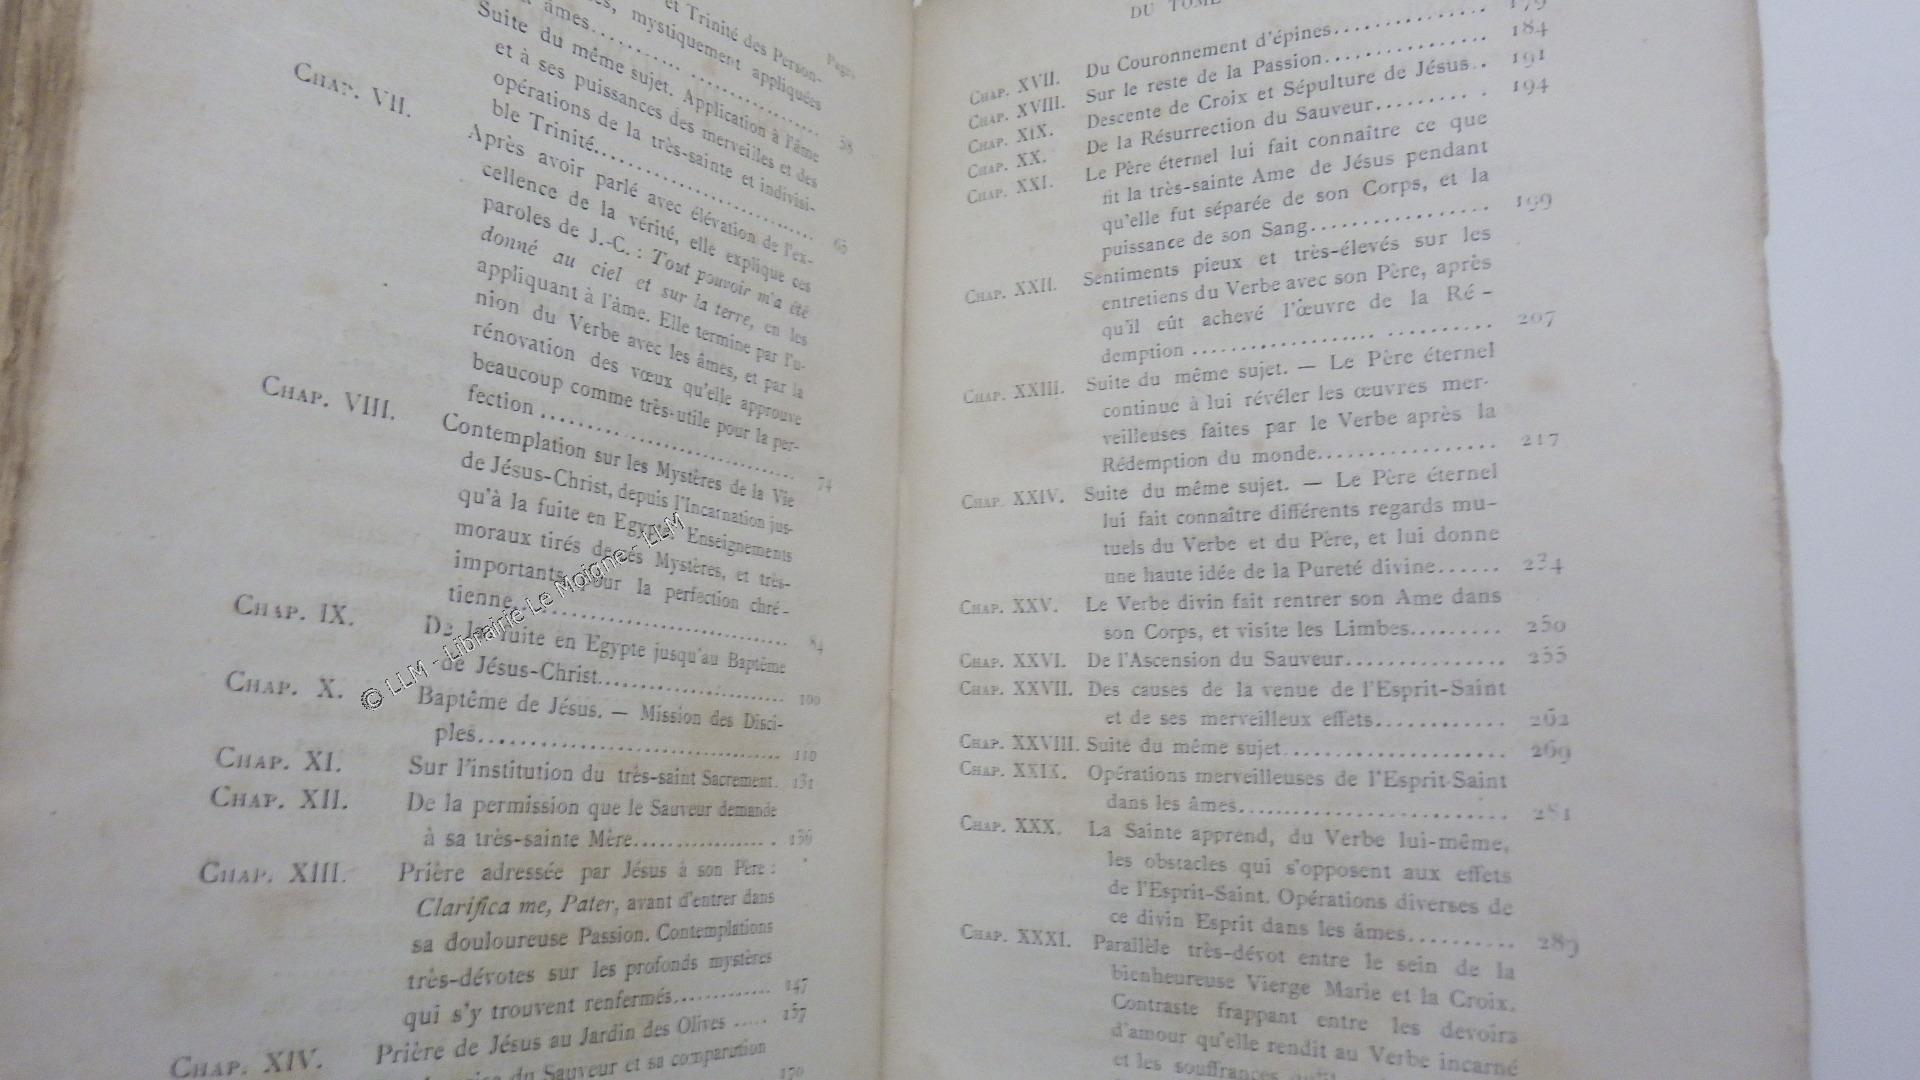 et Trinité des Person-
mystiquement appliquées
âmes.....
Pages
Suite du même sujet. Application à l'âme
et à ses puissances des merveilles et des
opérations de la très-sainte et indivisi-
ble Trinité..... 65
CHAP. VII. Après avoir parlé avec élévation de l'ex-
cellence de la vérité, elle explique ces
paroles de J.-C. : Tout pouvoir m'a été
donné au ciel et sur la terre, en les
appliquant à l'âme. Elle termine par l'u-
nion du Verbe avec les âmes, et par la
rénovation des vœux qu'elle approuve
beaucoup comme très-utile pour la per-
fection ..... 74
CHAP. VIII. Contemplation sur les Mystères de la Vie
de Jésus-Christ, depuis l'Incarnation jus-
qu'à la fuite en Egypte. Enseignements
moraux tirés de ces Mystères, et très-
importants pour la perfection chré-
tienne..... 84
CHAP. IX. De la fuite en Egypte jusqu'au Baptême
de Jésus-Christ..... 100
CHAP. X. Baptême de Jésus. — Mission des Disci-
ples..... 110
CHAP. XI. Sur l'institution du très-saint Sacrement. 131
CHAP. XII. De la permission que le Sauveur demande
à sa très-sainte Mère..... 136
CHAP. XIII. Prière adressée par Jésus à son Père :
Clarifica me, Pater, avant d'entrer dans
sa douloureuse Passion. Contemplations
très-dévotes sur les profonds mystères
qui s'y trouvent renfermés..... 147
CHAP. XIV. Prière de Jésus au Jardin des Olives ..... 157
du Sauveur et sa comparution
170
© LLM - Librairie Le Moigne - LLM
DU TOME
CHAP. XVII. Du Couronnement d'épines..... 179
CHAP. XVIII. Sur le reste de la Passion..... 184
CHAP. XIX. Descente de Croix et Sépulture de Jésus.. 191
CHAP. XX. De la Résurrection du Sauveur..... 194
CHAP. XXI. Le Père éternel lui fait connaître ce que
fit la très-sainte Ame de Jésus pendant
qu'elle fut séparée de son Corps, et la
puissance de son Sang..... 199
CHAP. XXII. Sentiments pieux et très-élevés sur les
entretiens du Verbe avec son Père, après
qu'il eût achevé l'œuvre de la Ré-
demption ..... 207
CHAP. XXIII. Suite du même sujet. — Le Père éternel
continue à lui révéler les œuvres mer-
veilleuses faites par le Verbe après la
Rédemption du monde..... 217
CHAP. XXIV. Suite du même sujet. — Le Père éternel
lui fait connaître différents regards mu-
tuels du Verbe et du Père, et lui donne
une haute idée de la Pureté divine..... 234
CHAP. XXV. Le Verbe divin fait rentrer son Ame dans
son Corps, et visite les Limbes..... 250
CHAP. XXVI. De l'Ascension du Sauveur..... 255
CHAP. XXVII. Des causes de la venue de l'Esprit-Saint
et de ses merveilleux effets..... 262
CHAP. XXVIII. Suite du même sujet..... 269
CHAP. XXIX. Opérations merveilleuses de l'Esprit-Saint
dans les âmes..... 281
CHAP. XXX. La Sainte apprend, du Verbe lui-même,
les obstacles qui s'opposent aux effets
de l'Esprit-Saint. Opérations diverses de
ce divin Esprit dans les âmes..... 289
CHAP. XXXI. Parallèle très-dévot entre le sein de la
bienheureuse Vierge Marie et la Croix.
Contraste frappant entre les devoirs
d'amour qu'elle rendit au Verbe incarné
et les souffrances